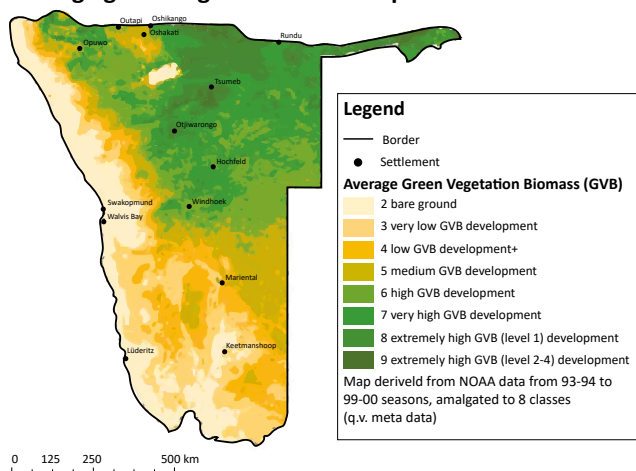 Outapi
Oshikango
Oshakati
Opuwo
Rundu
Tsumeb
Otjiwarongo
Hochfeld
Swakopmund
Walvis Bay
Windhoek
Mariental
Lüderitz
Keetmanshoop
0 125 250 500 km
Legend
Border
Settlement
Average Green Vegetation Biomass (GVB)
2 bare ground
3 very low GVB development
4 low GVB development+
5 medium GVB development
6 high GVB development
7 very high GVB development
8 extremely high GVB (level 1) development
9 extremely high GVB (level 2-4) development
Map deriveld from NOAA data from 93-94 to
99-00 seasons, amalgated to 8 classes
(q.v. meta data)